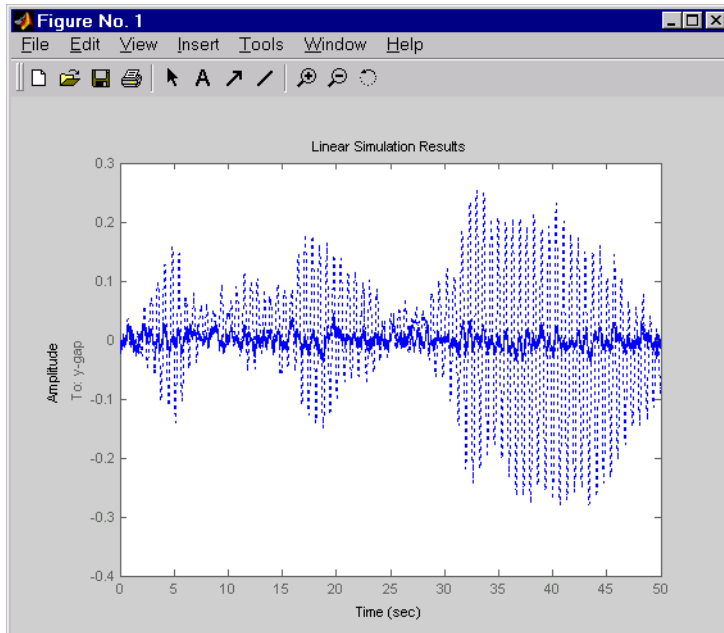 Figure No. 1
File Edit View Insert Tools Window Help
A
Linear Simulation Results
0.3
0.2
0.1
0
-0.1
-0.2
-0.3
-0.4
Amplitude
To: y-gap
0 5 10 15 20 25 30 35 40 45 50
Time (sec)